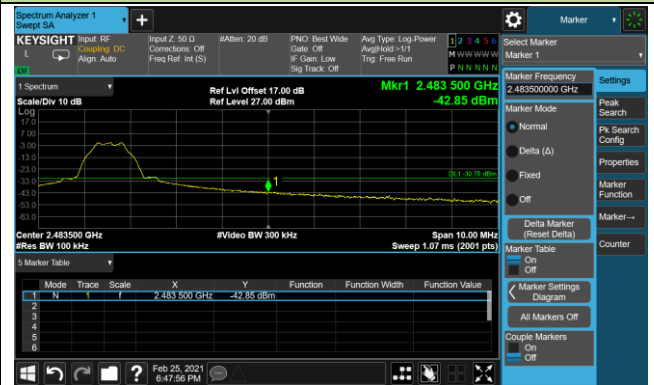 Spectrum Analyzer 1
Swept SA
Marker
KEYSIGHT
L
LW
Input: RF
Coupling: DC
Align: Auto
Input Z: 50 Ω
Corrections: Off
Freq Ref: Int (S)
#Atten: 20 dB
PNO: Best Wide
Gate: Off
IF Gain: Low
Sig Track: Off
Avg Type: Log-Power
Avg|Hold:>1/1
Trig: Free Run
1 2 3 4 5 6
M W W W W W
P N N N N N
Select Marker
Marker 1
1 Spectrum
Scale/Div 10 dB
Log
Ref Lvl Offset 17.00 dB
Ref Level 27.00 dBm
Mkr1 2.483 500 GHz
-42.85 dBm
17.0
7.00
-3.00
-13.0
-23.0
-33.0
-43.0
-53.0
-63.0
DL1 -30.78 dBm
1
Center 2.483500 GHz
#Res BW 100 kHz
#Video BW 300 kHz
Span 10.00 MHz
Sweep 1.07 ms (2001 pts)
5 Marker Table
Mode Trace Scale X Y Function Function Width Function Value
1 N 1 f 2.483 500 GHz -42.85 dBm
2
3
4
5
6
Marker Frequency
2.483500000 GHz
Marker Mode
Normal
Delta (Δ)
Fixed
Off
Delta Marker
(Reset Delta)
Marker Table
On
Off
Marker Settings
Diagram
All Markers Off
Couple Markers
On
Off
Settings
Peak
Search
Pk Search
Config
Properties
Marker
Function
Marker→
Counter
?
Feb 25, 2021
6:47:56 PM